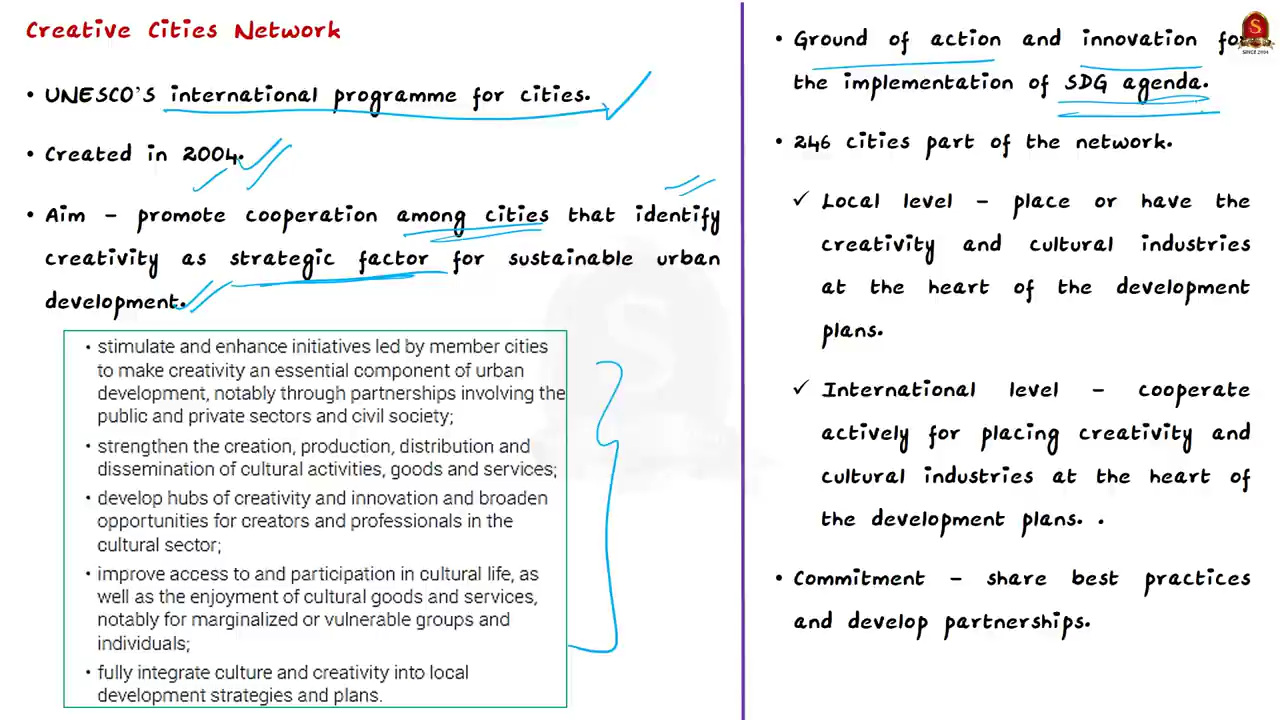 Creative Cities Network
• UNESCO'S international programme for cities.
• Created in 2004.
• Aim – promote cooperation among cities that identify
creativity as strategic factor for sustainable urban
development.
• stimulate and enhance initiatives led by member cities
to make creativity an essential component of urban
development, notably through partnerships involving the
public and private sectors and civil society;
• strengthen the creation, production, distribution and
dissemination of cultural activities, goods and services;
• develop hubs of creativity and innovation and broaden
opportunities for creators and professionals in the
cultural sector;
• improve access to and participation in cultural life, as
well as the enjoyment of cultural goods and services,
notably for marginalized or vulnerable groups and
individuals;
• fully integrate culture and creativity into local
development strategies and plans.
• Ground of action and innovation for
the implementation of SDG agenda.
• 246 cities part of the network.
✓ Local level – place or have the
creativity and cultural industries
at the heart of the development
plans.
✓ International level – cooperate
actively for placing creativity and
cultural industries at the heart of
the development plans. .
• Commitment – share best practices
and develop partnerships.
S
SINCE 2004
S